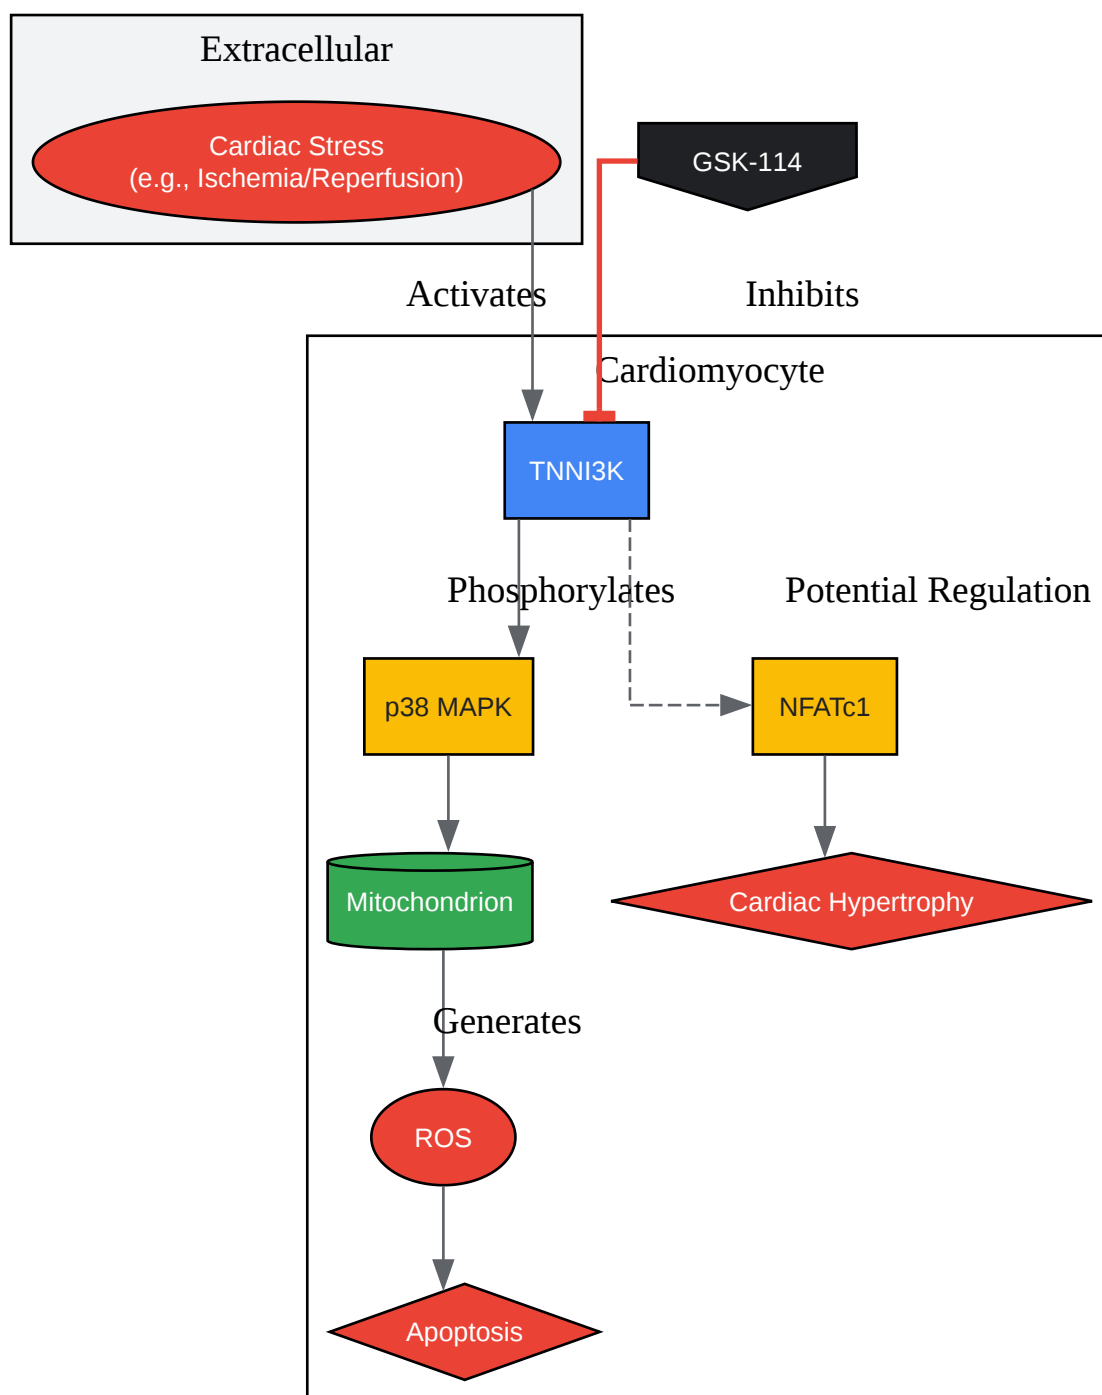 Extracellular
Cardiac Stress
(e.g., Ischemia/Reperfusion)
GSK-114
Activates
Inhibits
Cardiomyocyte
TNNI3K
Phosphorylates
Potential Regulation
p38 MAPK
NFATc1
Mitochondrion
Cardiac Hypertrophy
Generates
ROS
Apoptosis